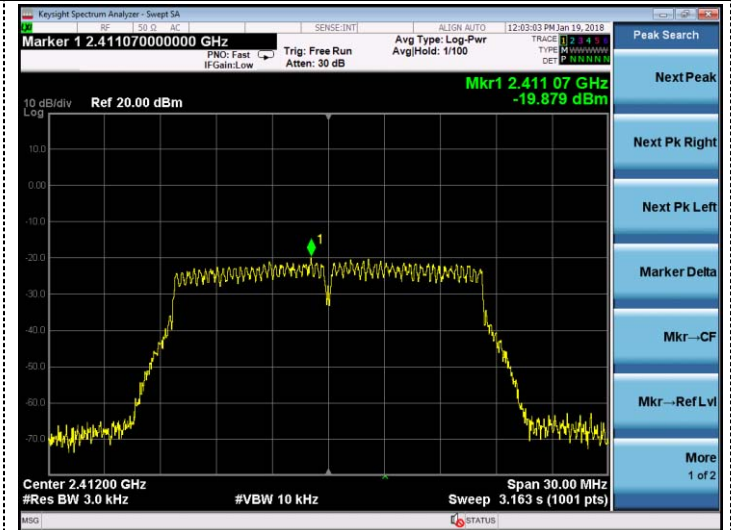 Keysight Spectrum Analyzer - Swept SA
RF 50 Ω AC SENSE:INT ALIGN AUTO 12:03:03 PM Jan 19, 2018
Marker 1 2.411070000000 GHz
PNO: Fast
IFGain:Low
Trig: Free Run
Atten: 30 dB
Avg Type: Log-Pwr
Avg|Hold: 1/100
TRACE 1 2 3 4 5 6
TYPE M WWWWW
DET P N N N N N
Mkr1 2.411 07 GHz
-19.879 dBm
10 dB/div Ref 20.00 dBm
Log
10.0
0.00
-10.0
-20.0
-30.0
-40.0
-50.0
-60.0
-70.0
1
Center 2.41200 GHz
Span 30.00 MHz
#Res BW 3.0 kHz
#VBW 10 kHz
Sweep 3.163 s (1001 pts)
MSG
STATUS
Peak Search
Next Peak
Next Pk Right
Next Pk Left
Marker Delta
Mkr→CF
Mkr→Ref Lvl
More
1 of 2